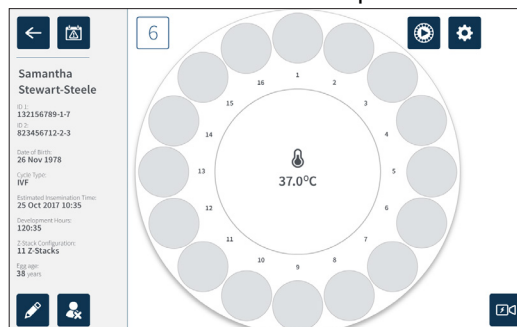 6
Samantha
Stewart-Steele
ID 1:
132156789-1-7
ID 2:
823456712-2-3
Date of Birth:
26 Nov 1978
Cycle Type:
IVF
Estimated Insemination Time:
25 Oct 2017 10:35
Development Hours:
120:35
Z-Stack Configuration:
11 Z-Stacks
Egg age:
38 years
1
2
3
4
5
6
7
8
9
10
11
12
13
14
15
16
37.0°C